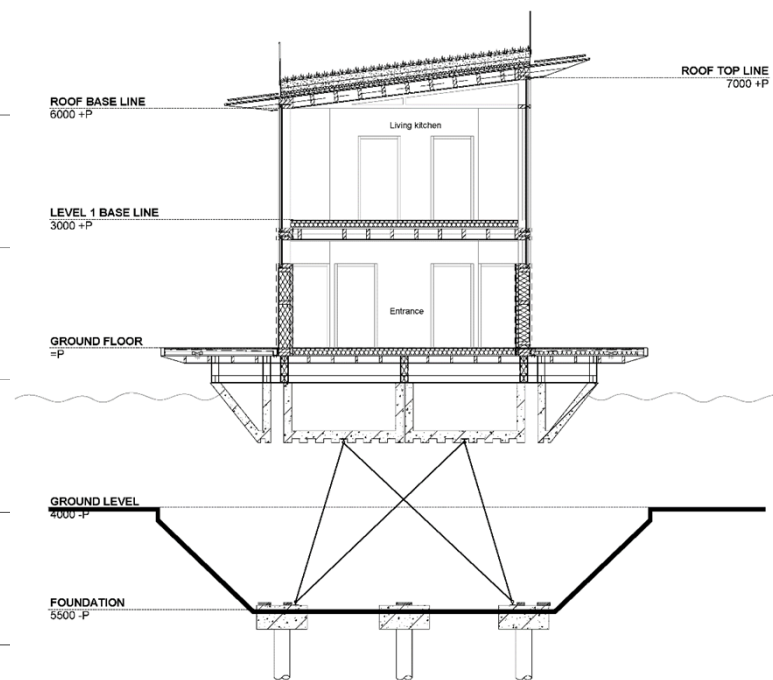 ROOF TOP LINE
7000 +P
ROOF BASE LINE
6000 +P
Living kitchen
LEVEL 1 BASE LINE
3000 +P
Entrance
GROUND FLOOR
=P
GROUND LEVEL
4000 -P
FOUNDATION
5500 -P